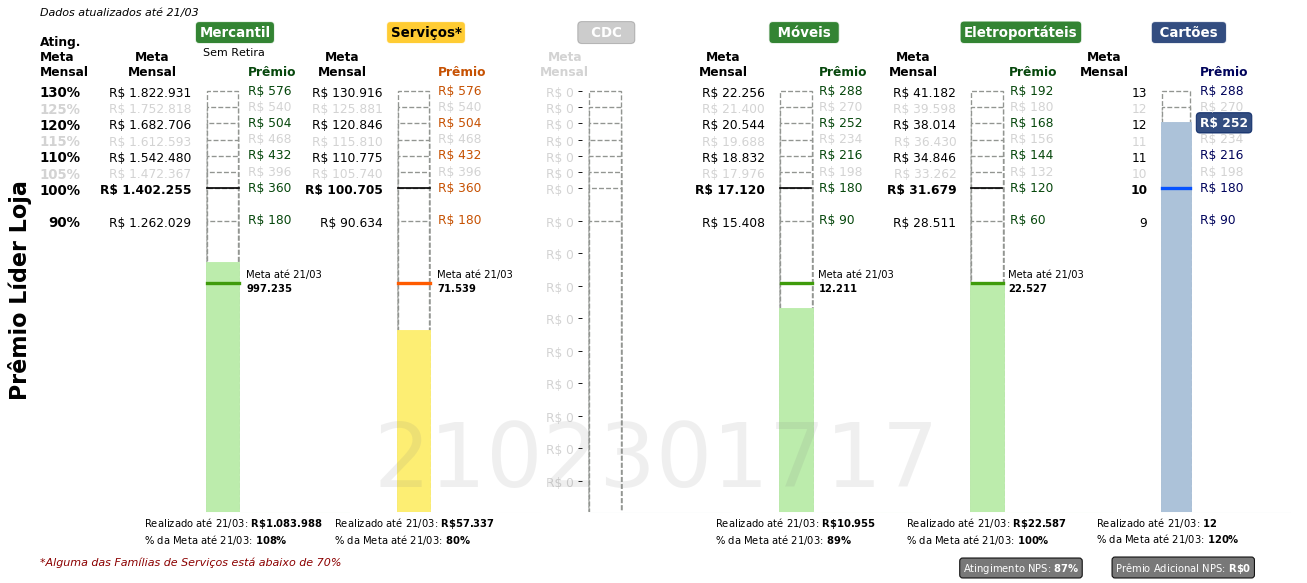 Dados atualizados até 21/03
Prêmio Líder Loja
Mercantil
Serviços*
CDC
Móveis
Eletroportáteis
Cartões
Sem Retira
Ating. Meta Mensal
Meta Mensal Prêmio
Meta Mensal Prêmio
Meta Mensal
Meta Mensal Prêmio
Meta Mensal Prêmio
Meta Mensal Prêmio
130% R$ 1.822.931 R$ 576 R$ 130.916 R$ 576 R$ 0 R$ 22.256 R$ 288 R$ 41.182 R$ 192 13 R$ 288
125% R$ 1.752.818 R$ 540 R$ 125.881 R$ 540 R$ 0 R$ 21.400 R$ 270 R$ 39.598 R$ 180 12 R$ 270
120% R$ 1.682.706 R$ 504 R$ 120.846 R$ 504 R$ 0 R$ 20.544 R$ 252 R$ 38.014 R$ 168 12 R$ 252
115% R$ 1.612.593 R$ 468 R$ 115.810 R$ 468 R$ 0 R$ 19.688 R$ 234 R$ 36.430 R$ 156 11 R$ 234
110% R$ 1.542.480 R$ 432 R$ 110.775 R$ 432 R$ 0 R$ 18.832 R$ 216 R$ 34.846 R$ 144 11 R$ 216
105% R$ 1.472.367 R$ 396 R$ 105.740 R$ 396 R$ 0 R$ 17.976 R$ 198 R$ 33.262 R$ 132 10 R$ 198
100% R$ 1.402.255 R$ 360 R$ 100.705 R$ 360 R$ 0 R$ 17.120 R$ 180 R$ 31.679 R$ 120 10 R$ 180
90% R$ 1.262.029 R$ 180 R$ 90.634 R$ 180 R$ 0 R$ 15.408 R$ 90 R$ 28.511 R$ 60 9 R$ 90
R$ 0
R$ 0
R$ 0
R$ 0
R$ 0
R$ 0
R$ 0
R$ 0
Meta até 21/03
997.235
Meta até 21/03
71.539
Meta até 21/03
12.211
Meta até 21/03
22.527
2102301717
Realizado até 21/03: R$1.083.988
% da Meta até 21/03: 108%
Realizado até 21/03: R$57.337
% da Meta até 21/03: 80%
Realizado até 21/03: R$10.955
% da Meta até 21/03: 89%
Realizado até 21/03: R$22.587
% da Meta até 21/03: 100%
Realizado até 21/03: 12
% da Meta até 21/03: 120%
*Alguma das Famílias de Serviços está abaixo de 70%
Atingimento NPS: 87%
Prêmio Adicional NPS: R$0